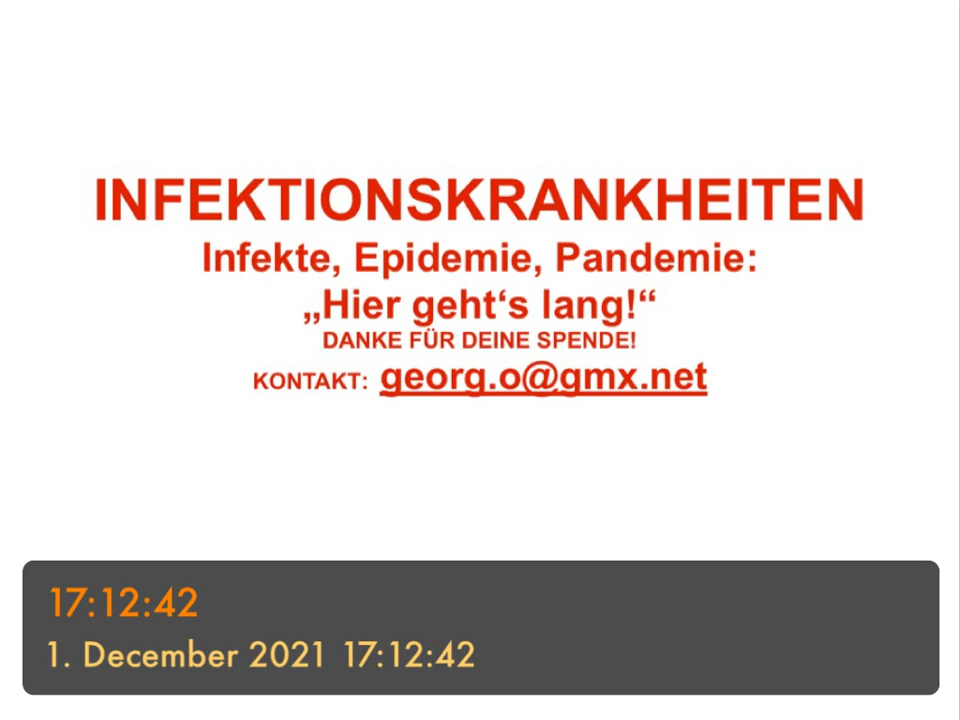 INFEKTIONSKRANKHEITEN
Infekte, Epidemie, Pandemie:
„Hier geht‘s lang!“
DANKE FÜR DEINE SPENDE!
KONTAKT: georg.o@gmx.net
17:12:42
1. December 2021 17:12:42